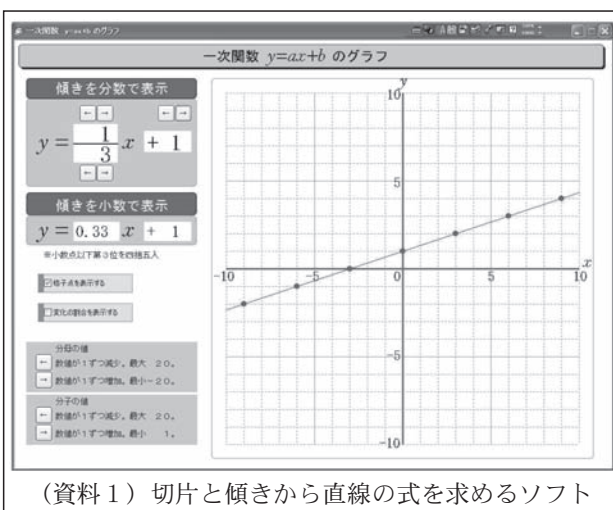 一次関数 y=ax+b のグラフ
一次関数 y=ax+b のグラフ
傾きを分数で表示
← → ← →
y= 1/3 x + 1
← →
傾きを小数で表示
y= 0.33 x + 1
※小数点以下第3位を四捨五入
格子点を表示する
変化の割合を表示する
分母の値
← 数値が1ずつ減少。最大 20。
→ 数値が1ずつ増加。最小-20。
分子の値
← 数値が1ずつ減少。最大 20。
→ 数値が1ずつ増加。最小 1。
y
10
5
x
-10 -5 0 5 10
-5
-10
(資料1)切片と傾きから直線の式を求めるソフト